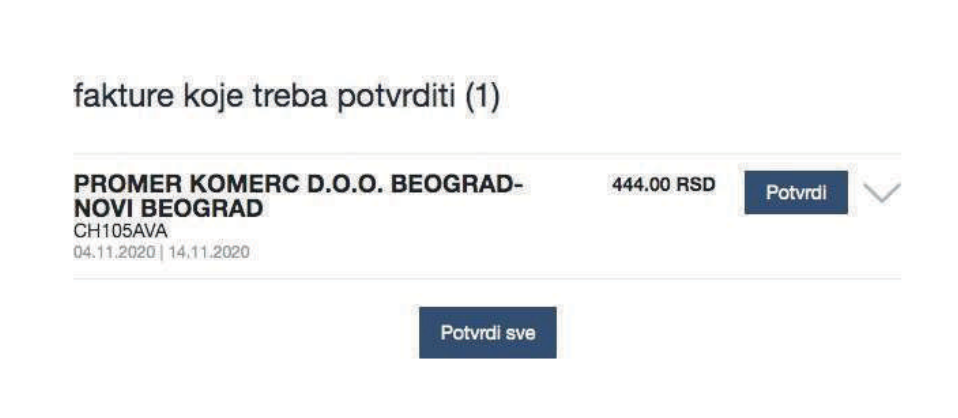 fakture koje treba potvrditi (1)
PROMER KOMERC D.O.O. BEOGRAD-
NOVI BEOGRAD
444.00 RSD
Potvrdi
CH105AVA
04.11.2020 | 14.11.2020
Potvrdi sve